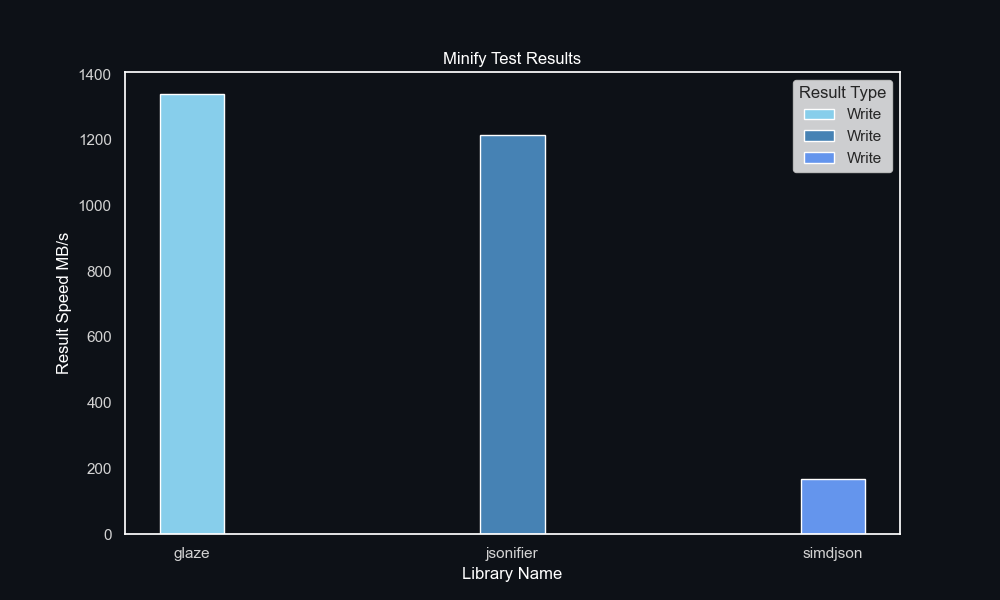 Minify Test Results
1400
1200
1000
800
600
400
200
0
Result Speed MB/s
Result Type
Write
Write
Write
glaze
jsonifier
simdjson
Library Name